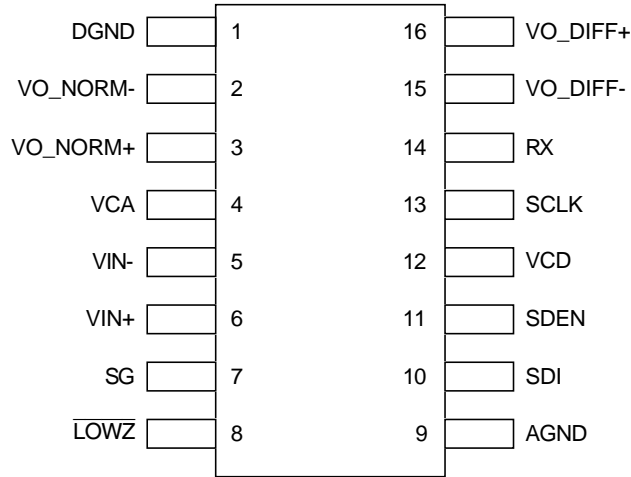 DGND 1 16 VO_DIFF+
VO_NORM- 2 15 VO_DIFF-
VO_NORM+ 3 14 RX
VCA 4 13 SCLK
VIN- 5 12 VCD
VIN+ 6 11 SDEN
SG 7 10 SDI
LOWZ 8 9 AGND